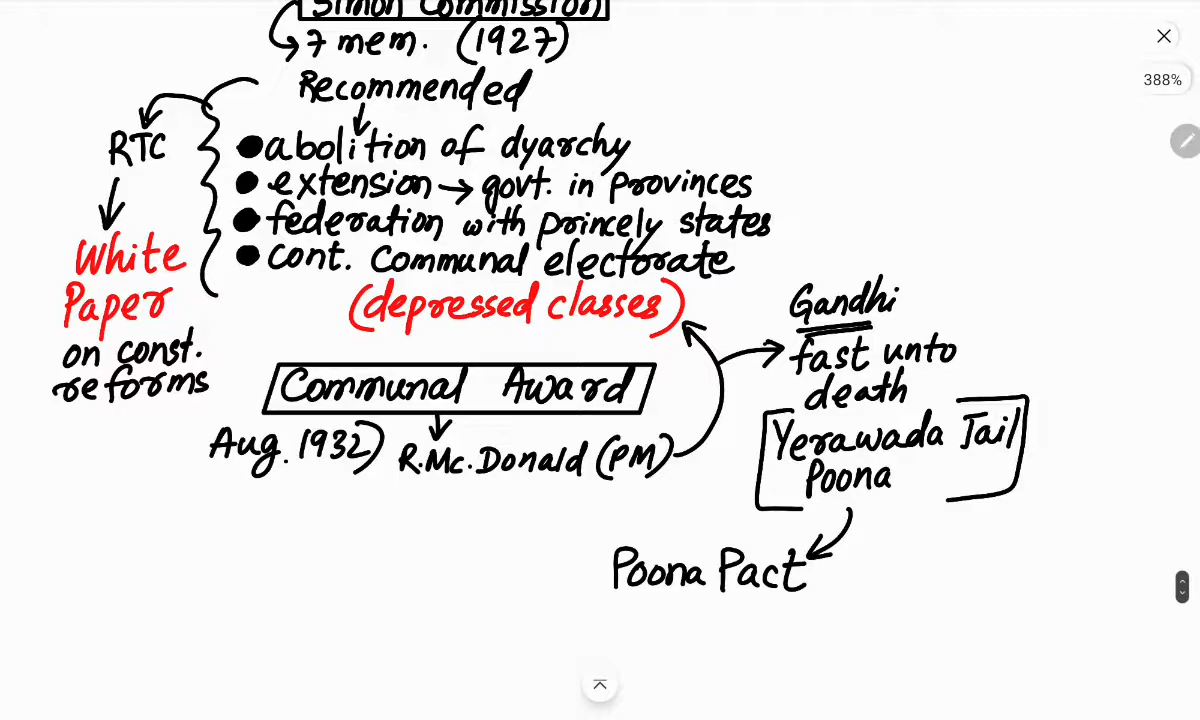 Simon Commission
7 mem. (1927)
Recommended
RTC
White
Paper
on const.
reforms
abolition of dyarchy
extension → govt. in Provinces
federation with princely states
cont. Communal electorate
(depressed classes)
Communal Award
Aug. 1932)
R.Mc.Donald (PM)
Gandhi
fast unto
death
Yerawada Jail
Poona
Poona Pact
388%